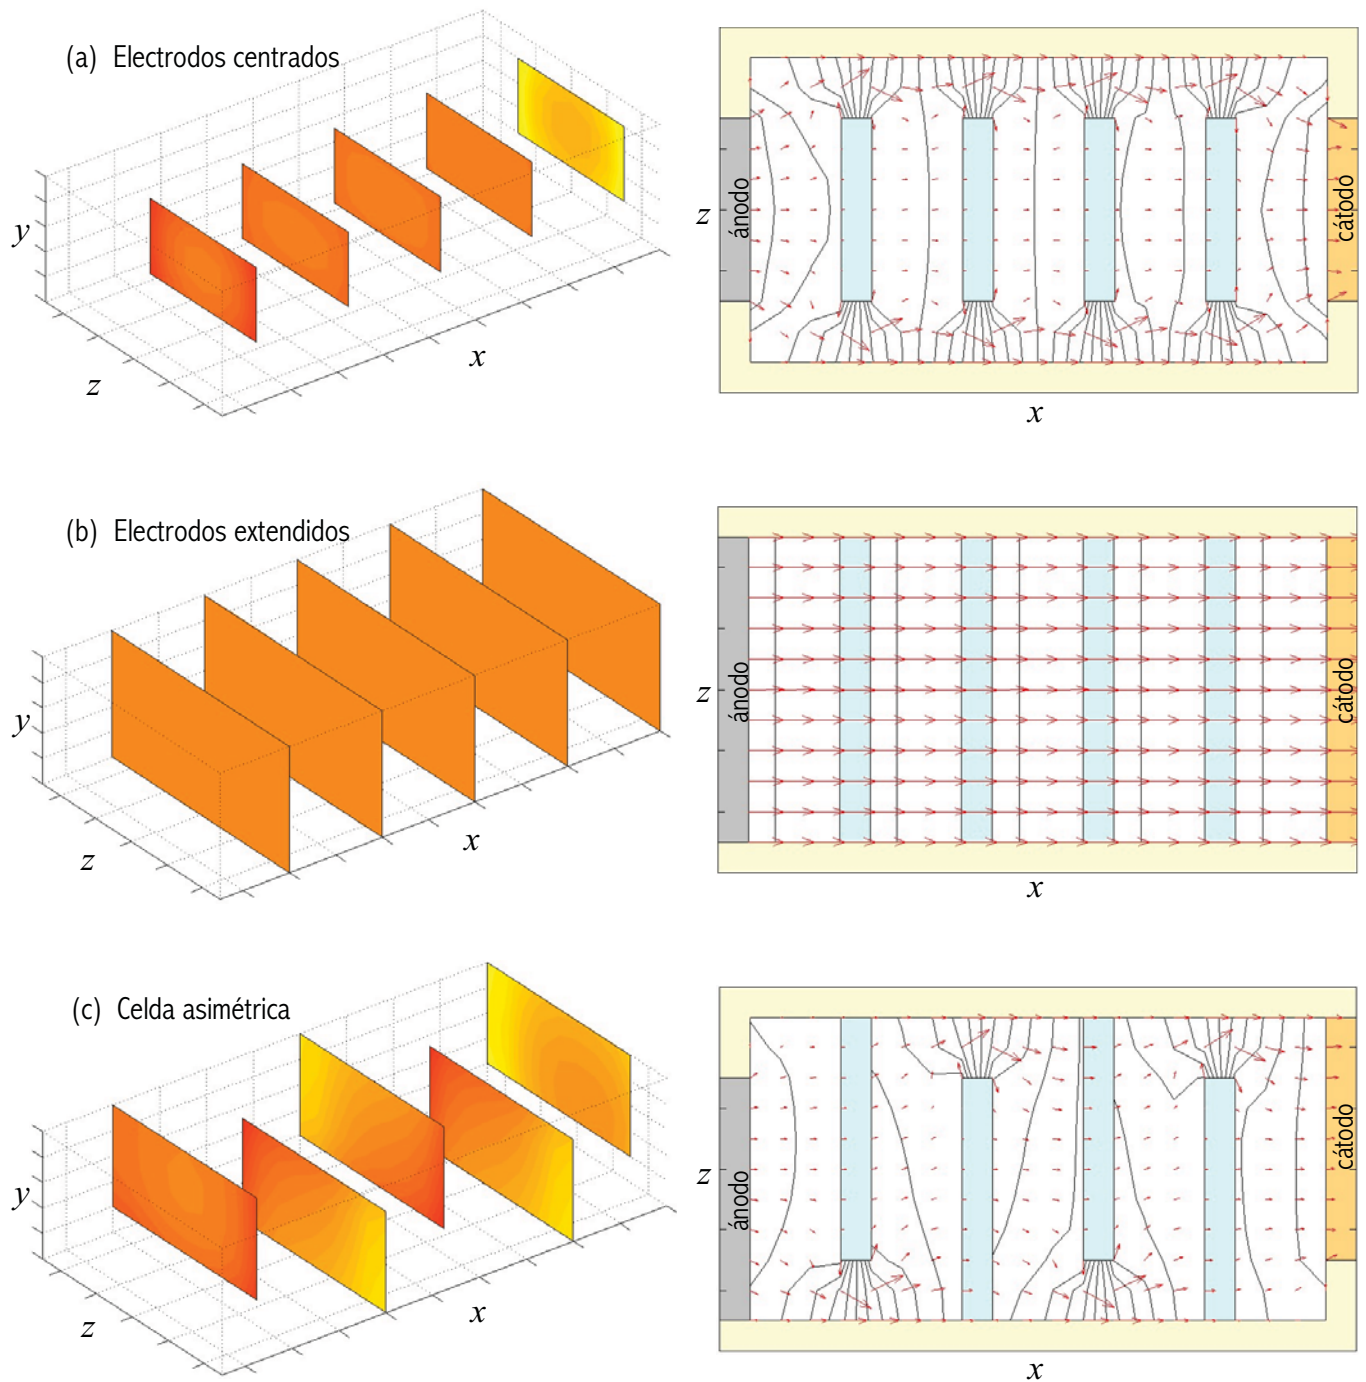 (a) Electrodos centrados
y
z
x
z
ánodo
cátodo
x
(b) Electrodos extendidos
y
z
x
z
ánodo
cátodo
x
(c) Celda asimétrica
y
z
x
z
ánodo
cátodo
x